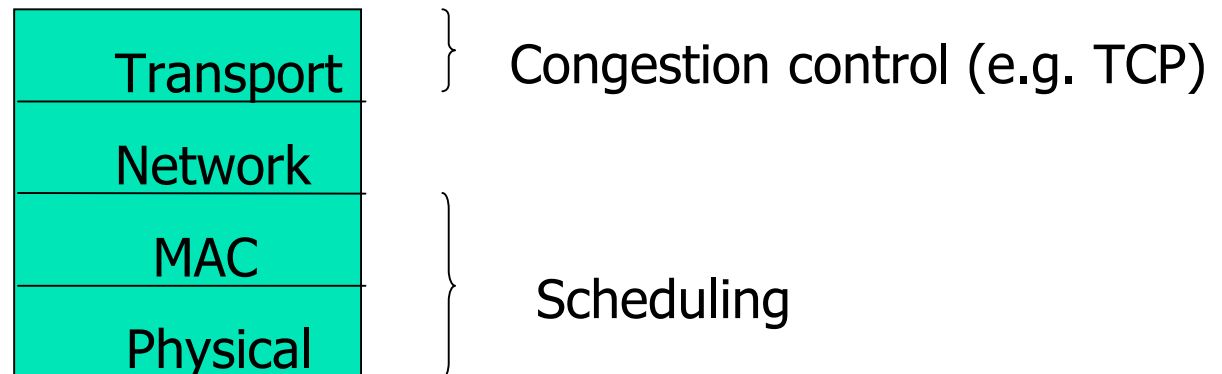 Transport
Congestion control (e.g. TCP)
Network
MAC
Scheduling
Physical